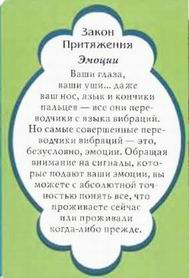 Закон
Притяжения
Эмоции
Ваши глаза,
ваши уши... даже
ваш нос, язык и кончики
пальцев — все они пере-
водчики с языка вибраций.
Но самые совершенные пере-
водчики вибраций — это,
безусловно, эмоции. Обращая
внимание на сигналы, кото-
рые подают ваши эмоции, вы
можете с абсолютной точ-
ностью понять все, что
проживаете сейчас
или проживали
когда-либо прежде.